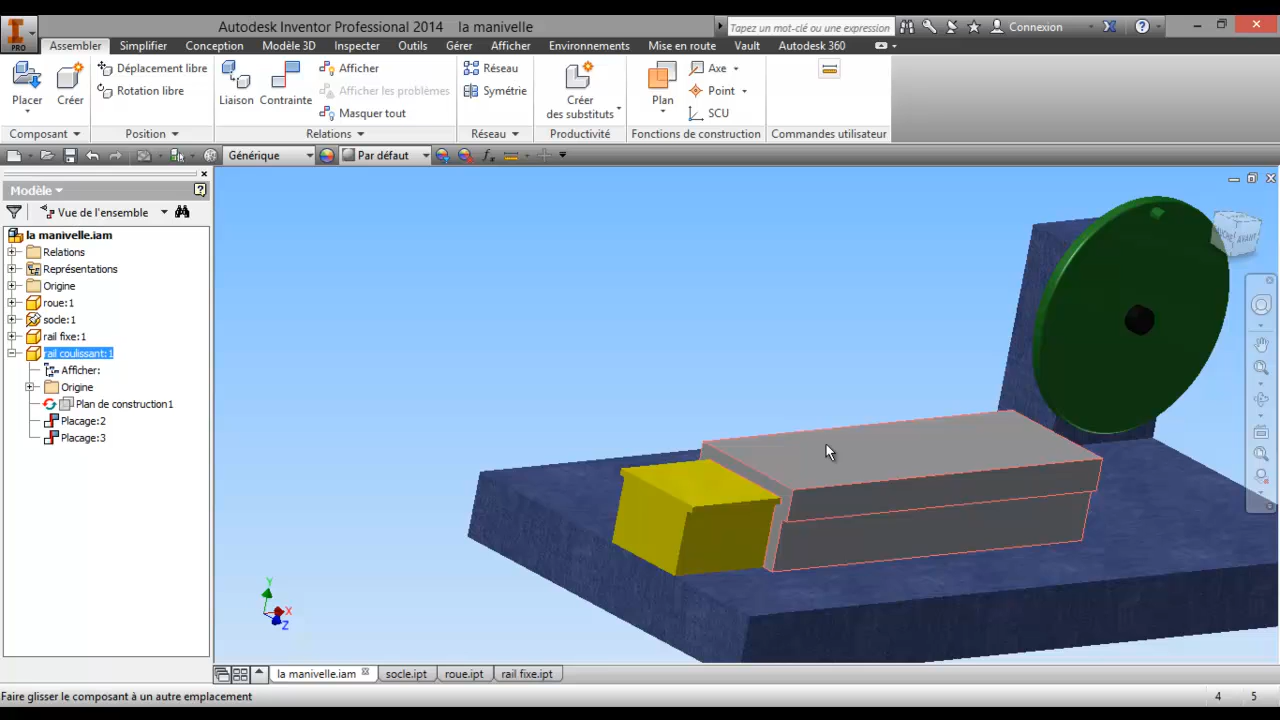 Autodesk Inventor Professional 2014 la manivelle
Tapez un mot-clé ou une expression
Connexion
PRO
Assembler Simplifier Conception Modèle 3D Inspecter Outils Gérer Afficher Environnements Mise en route Vault Autodesk 360
Placer
Créer
Déplacement libre
Rotation libre
Liaison
Contrainte
Afficher
Afficher les problèmes
Masquer tout
Réseau
Symétrie
Créer
des substituts
Plan
Axe
Point
SCU
Composant
Position
Relations
Réseau
Productivité
Fonctions de construction
Commandes utilisateur
Générique
Par défaut
Modèle
Vue de l'ensemble
la manivelle.iam
Relations
Représentations
Origine
roue:1
socle:1
rail fixe:1
rail coulissant:1
Afficher:
Origine
Plan de construction1
Placage:2
Placage:3
AVANT
Y
X
Z
la manivelle.iam
socle.ipt
roue.ipt
rail fixe.ipt
Faire glisser le composant à un autre emplacement
4 5